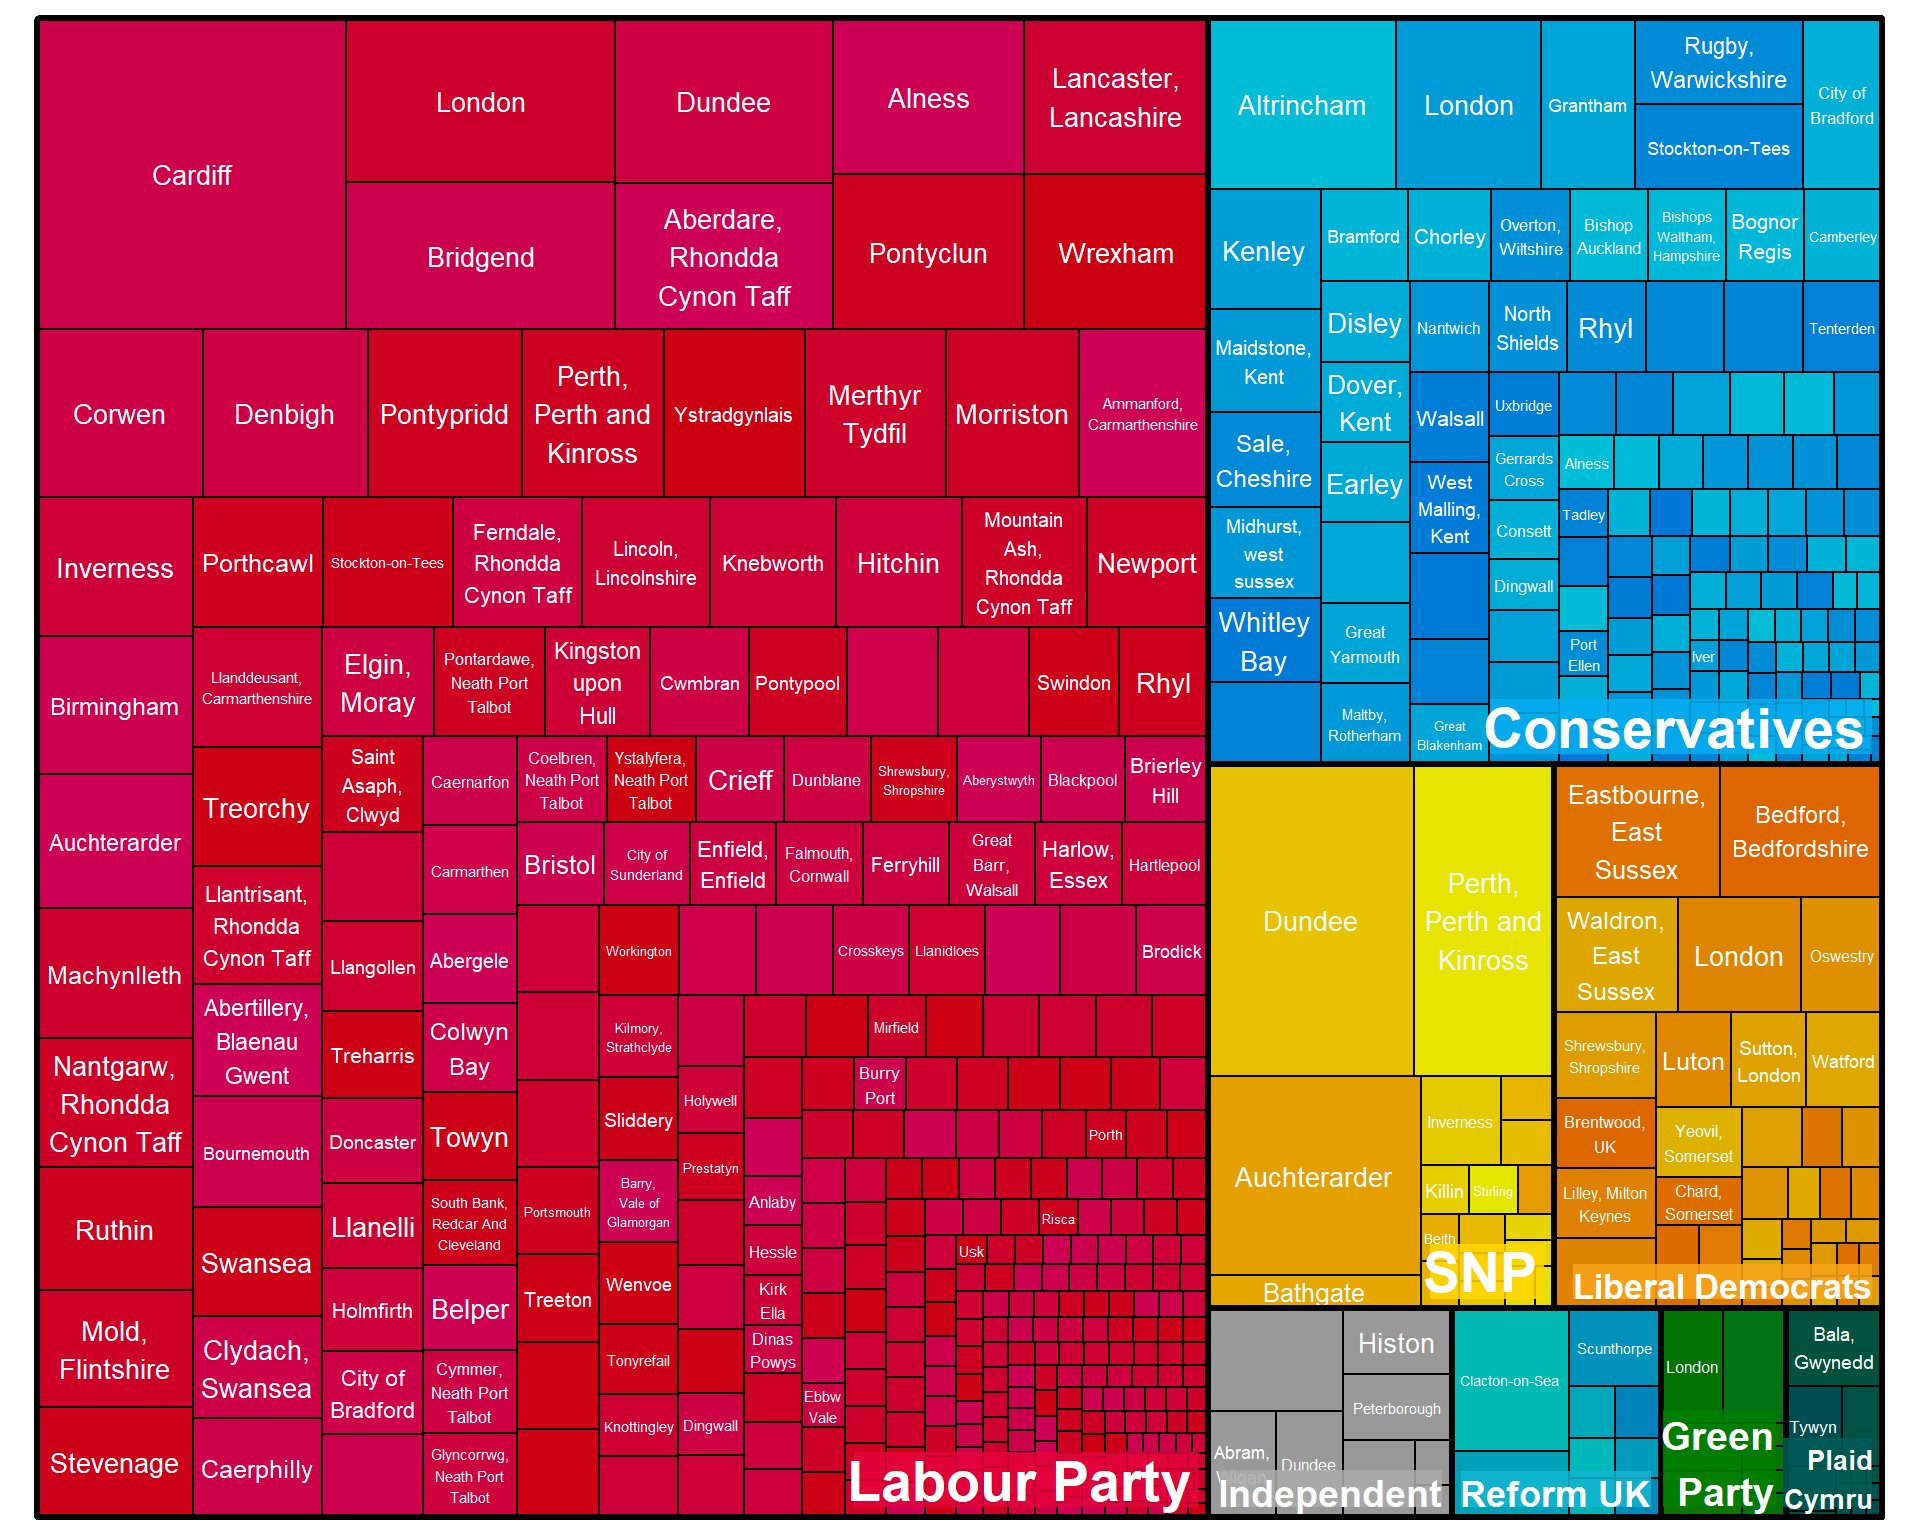 Cardiff
London
Dundee
Alness
Lancaster,
Lancashire
Bridgend
Aberdare,
Rhondda
Cynon Taff
Pontyclun
Wrexham
Corwen
Denbigh
Pontypridd
Perth,
Perth and
Kinross
Ystradgynlais
Merthyr
Tydfil
Morriston
Ammanford,
Carmarthenshire
Inverness
Porthcawl
Stockton-on-Tees
Ferndale,
Rhondda
Cynon Taff
Lincoln,
Lincolnshire
Knebworth
Hitchin
Mountain
Ash,
Rhondda
Cynon Taff
Newport
Birmingham
Llanddeusant,
Carmarthenshire
Elgin,
Moray
Pontardawe,
Neath Port
Talbot
Kingston
upon
Hull
Cwmbran
Pontypool
Swindon
Rhyl
Auchterarder
Treorchy
Saint
Asaph,
Clwyd
Caernarfon
Coelbren,
Neath Port
Talbot
Ystalyfera,
Neath Port
Talbot
Crieff
Dunblane
Shrewsbury,
Shropshire
Aberystwyth
Blackpool
Brierley
Hill
Carmarthen
Bristol
City of
Sunderland
Enfield,
Enfield
Falmouth,
Cornwall
Ferryhill
Great
Barr,
Walsall
Harlow,
Essex
Hartlepool
Machynlleth
Llantrisant,
Rhondda
Cynon Taff
Llangollen
Abergele
Workington
Crosskeys
Llanidloes
Brodick
Nantgarw,
Rhondda
Cynon Taff
Abertillery,
Blaenau
Gwent
Treharris
Colwyn
Bay
Kilmory,
Strathclyde
Mirfield
Burry
Port
Holywell
Sliddery
Porth
Bournemouth
Doncaster
Towyn
Prestatyn
Ruthin
Llanelli
South Bank,
Redcar And
Cleveland
Portsmouth
Barry,
Vale of
Glamorgan
Anlaby
Risca
Swansea
Hessle
Usk
Holmfirth
Belper
Treeton
Wenvoe
Kirk
Ella
Mold,
Flintshire
Clydach,
Swansea
City of
Bradford
Cymmer,
Neath Port
Talbot
Tonyrefail
Dinas
Powys
Ebbw
Vale
Knottingley
Dingwall
Stevenage
Caerphilly
Glyncorrwg,
Neath Port
Talbot
Labour Party
Altrincham
London
Grantham
Rugby,
Warwickshire
Stockton-on-Tees
City of
Bradford
Kenley
Bramford
Chorley
Overton,
Wiltshire
Bishop
Auckland
Bishops
Waltham,
Hampshire
Bognor
Regis
Camberley
Maidstone,
Kent
Disley
Nantwich
North
Shields
Rhyl
Tenterden
Dover,
Kent
Walsall
Uxbridge
Sale,
Cheshire
Earley
West
Malling,
Kent
Gerrards
Cross
Alness
Midhurst,
west
sussex
Consett
Tadley
Dingwall
Whitley
Bay
Great
Yarmouth
Port
Ellen
Iver
Maltby,
Rotherham
Great
Blakenham
Conservatives
Dundee
Perth,
Perth and
Kinross
Auchterarder
Inverness
Killin
Stirling
Beith
Bathgate
SNP
Eastbourne,
East
Sussex
Bedford,
Bedfordshire
Waldron,
East
Sussex
London
Oswestry
Shrewsbury,
Shropshire
Luton
Sutton,
London
Watford
Brentwood,
UK
Yeovil,
Somerset
Lilley, Milton
Keynes
Chard,
Somerset
Liberal Democrats
Histon
Peterborough
Abram,
Wigan
Dundee
Independent
Clacton-on-Sea
Scunthorpe
Reform UK
London
Green
Party
Bala,
Gwynedd
Tywyn
Plaid
Cymru